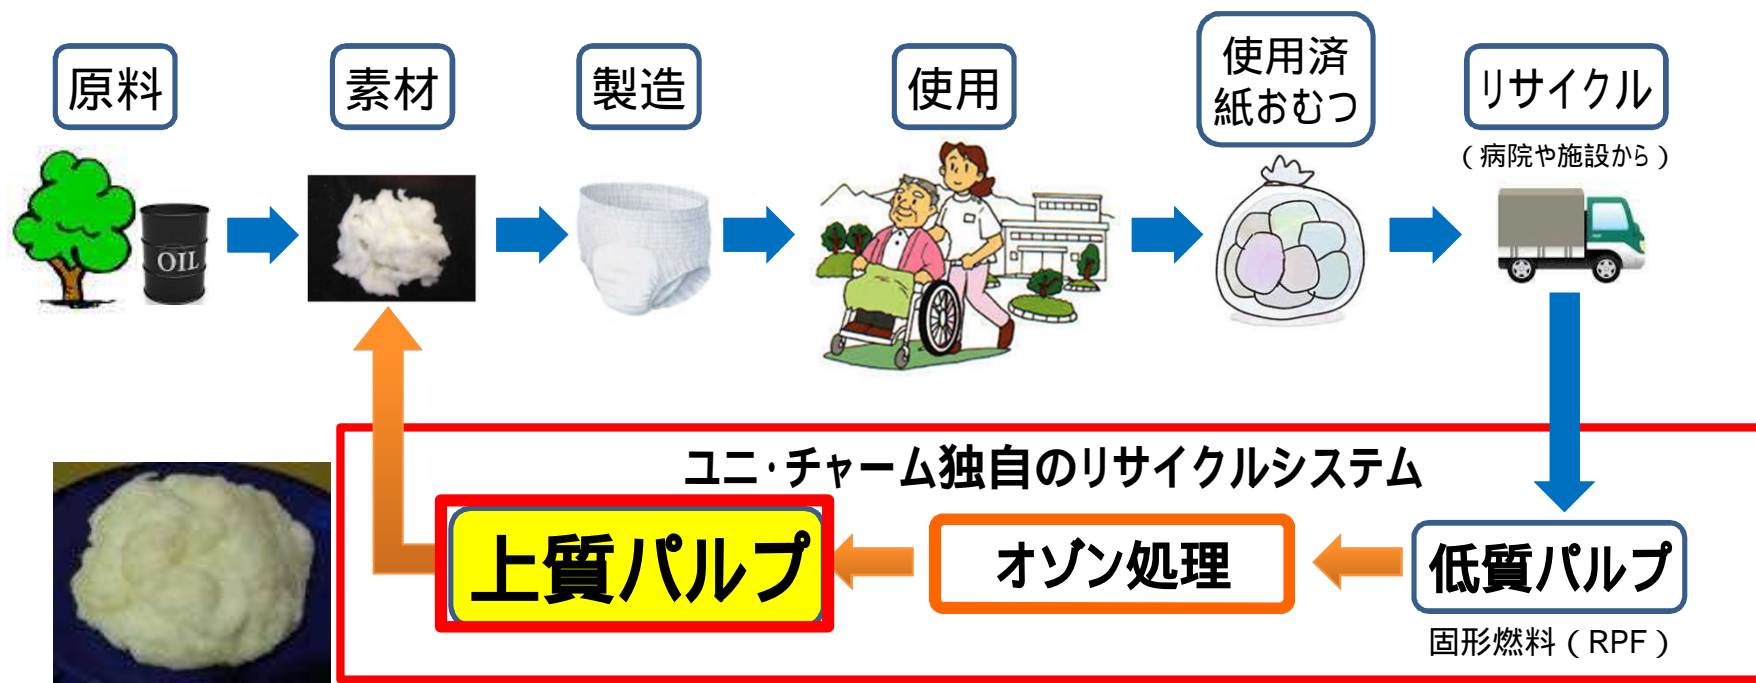 原料
素材
製造
使用
使用済
紙おむつ
リサイクル
（病院や施設から）
OIL
ユニ・チャーム独自のリサイクルシステム
上質パルプ
オゾン処理
低質パルプ
固形燃料（RPF）